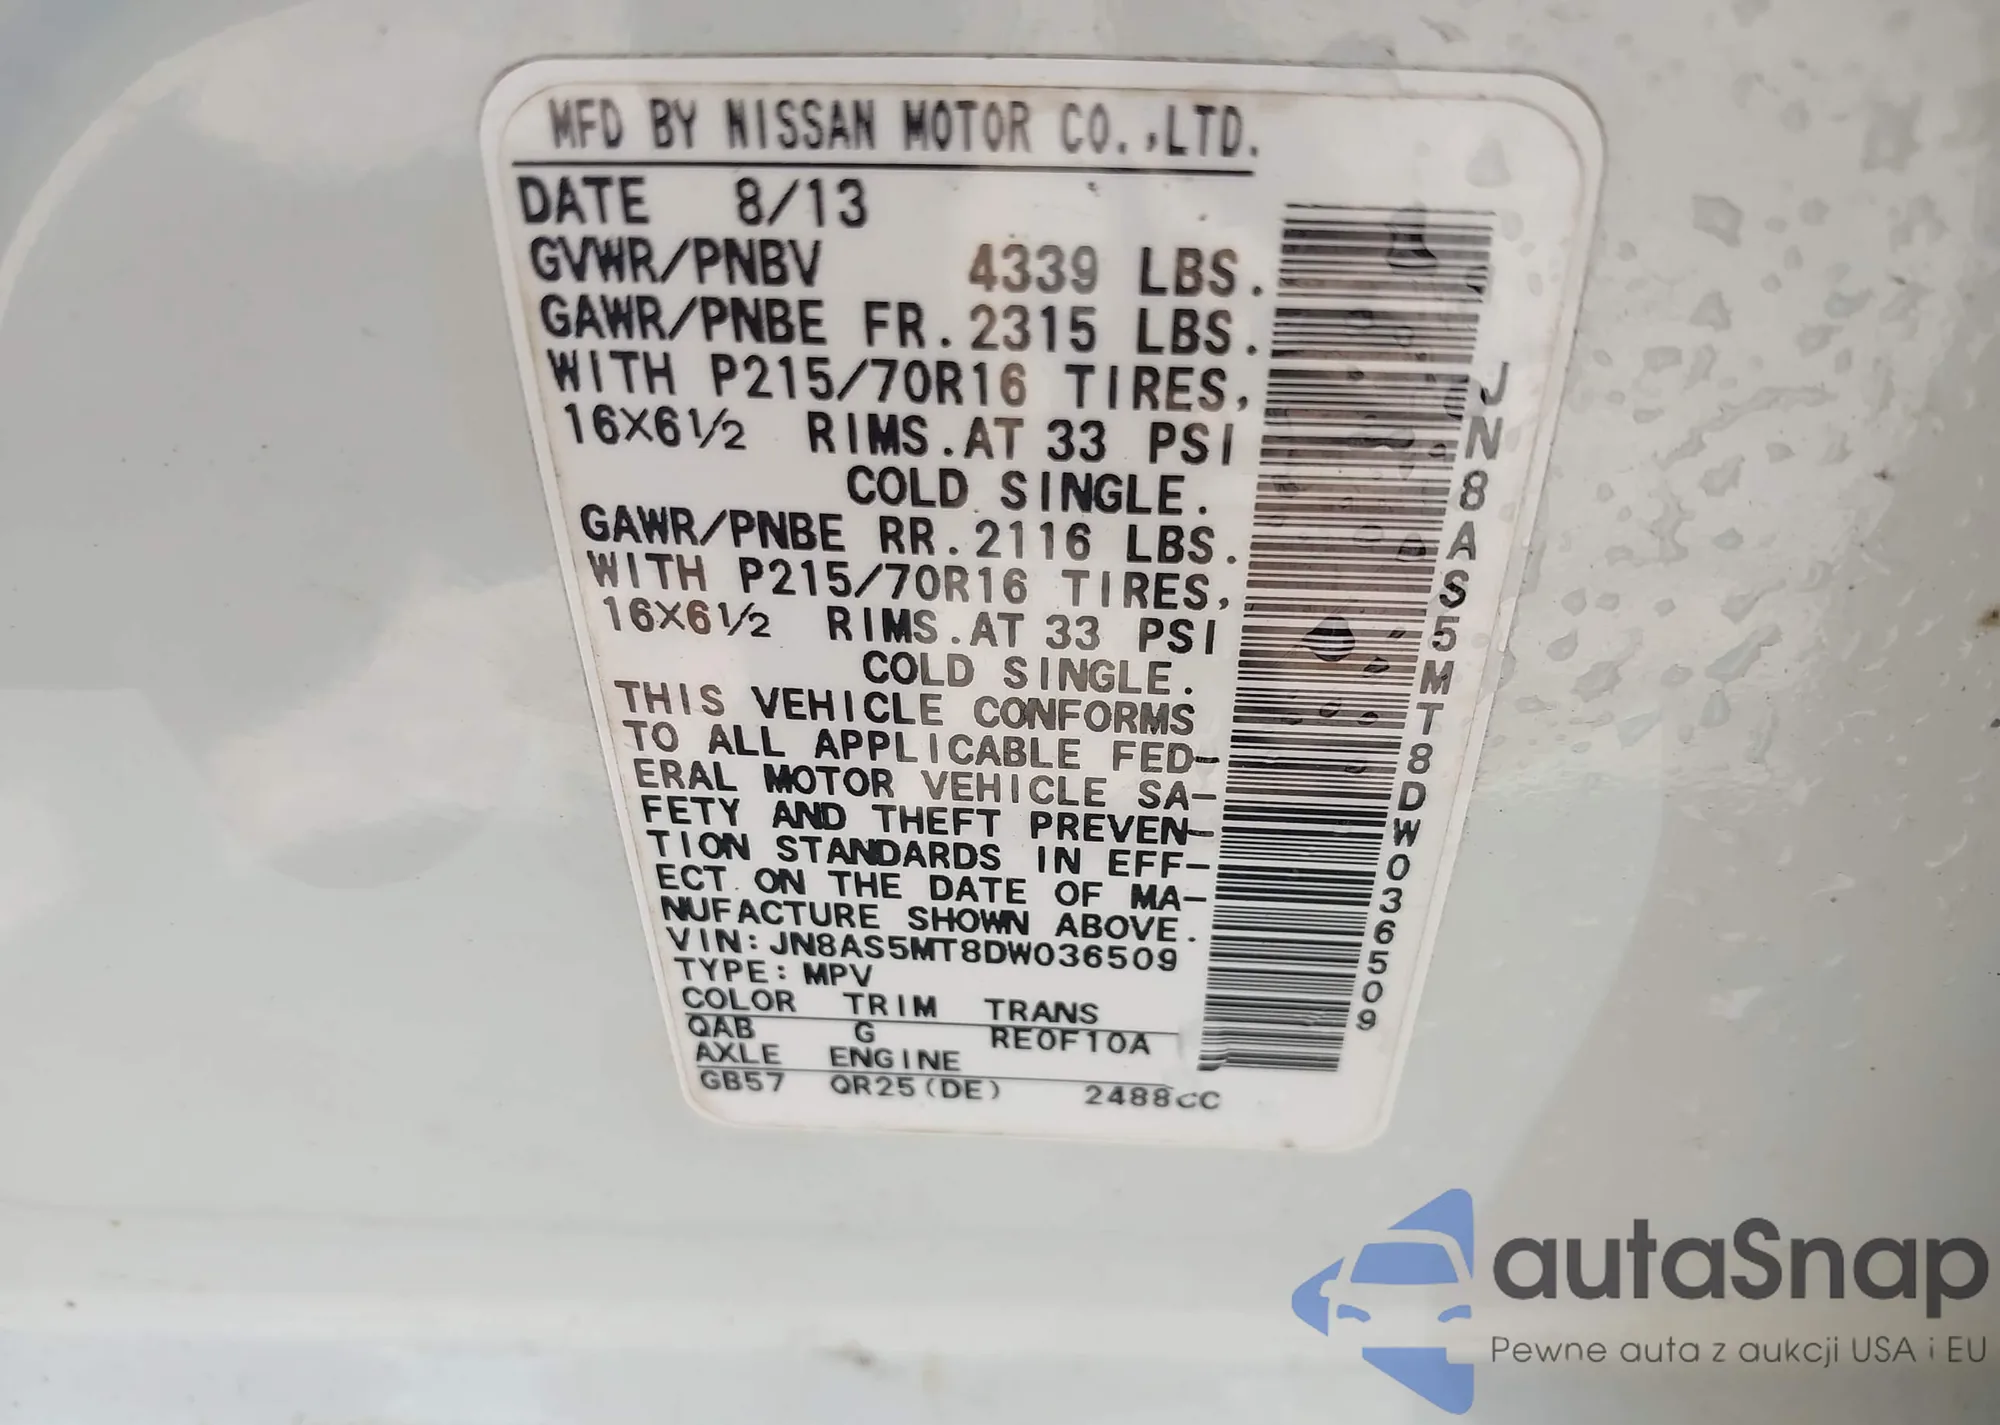 MFD BY NISSAN MOTOR CO.,LTD.
DATE 8/13
GVWR/PNBV 4339 LBS.
GAWR/PNBE FR. 2315 LBS.
WITH P215/70R16 TIRES,
16X6½ RIMS. AT 33 PSI
COLD SINGLE.
GAWR/PNBE RR. 2116 LBS.
WITH P215/70R16 TIRES,
16X6½ RIMS. AT 33 PSI
COLD SINGLE.
THIS VEHICLE CONFORMS
TO ALL APPLICABLE FED-
ERAL MOTOR VEHICLE SA-
FETY AND THEFT PREVEN-
TION STANDARDS IN EFF-
ECT ON THE DATE OF MA-
NUFACTURE SHOWN ABOVE.
VIN: JN8AS5MT8DW036509
TYPE: MPV
COLOR TRIM TRANS
QAB G RE0F10A
AXLE ENGINE
GB57 QR25(DE) 2488CC
JN8AS5MT8DW036509
autaSnap
Pewne auta z aukcji USA i EU